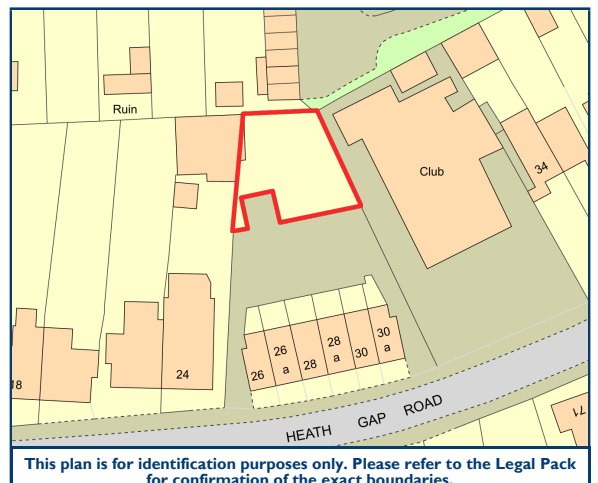 Ruin
Club
34
18
24
26
26
a
28
28
a
30
30
a
HEATH GAP ROAD
71
This plan is for identification purposes only. Please refer to the Legal Pack
for confirmation of the exact boundaries.